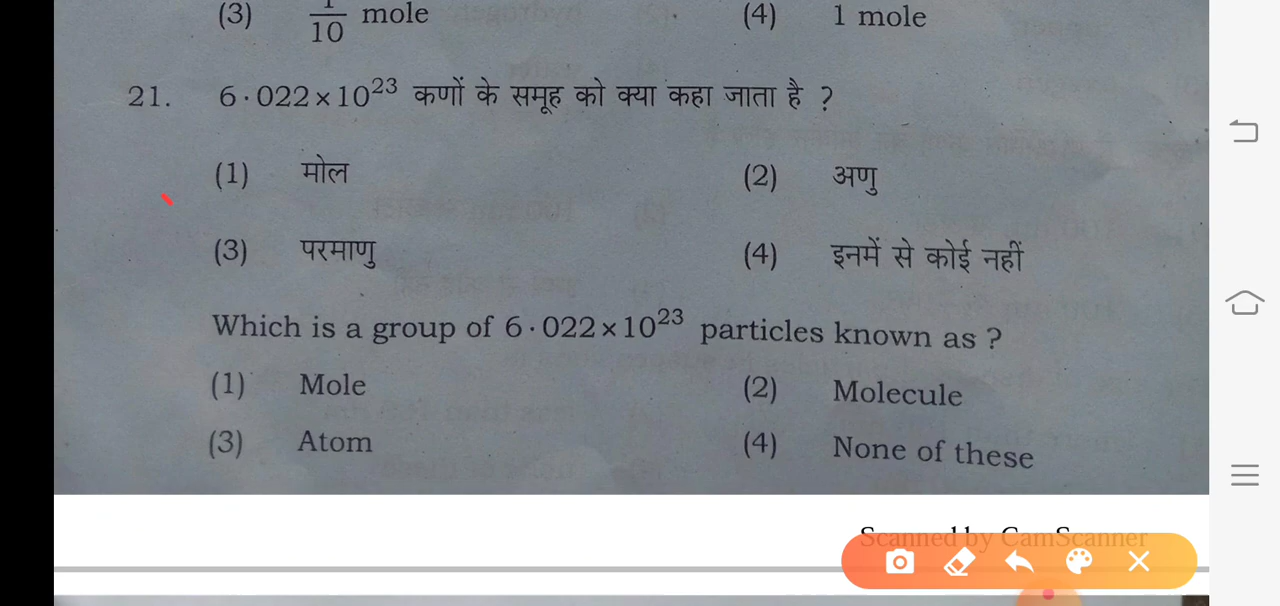 (3) 1/10 mole (4) 1 mole
21. 6·022×10²³ कणों के समूह को क्या कहा जाता है ?
(1) मोल (2) अणु
(3) परमाणु (4) इनमें से कोई नहीं
Which is a group of 6·022×10²³ particles known as ?
(1) Mole (2) Molecule
(3) Atom (4) None of these
Scanned by CamScanner